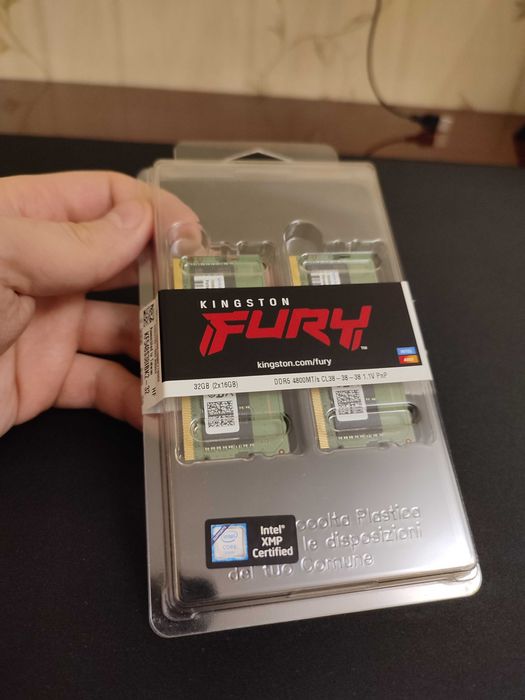 KINGSTON
FURY™
kingston.com/fury
32GB (2x16GB)
DDR5 4800MT/s CL38-38-38 1.1V PnP
Intel®
XMP
Certified
ccolta Plastica
le disposizioni
del tuo Comune